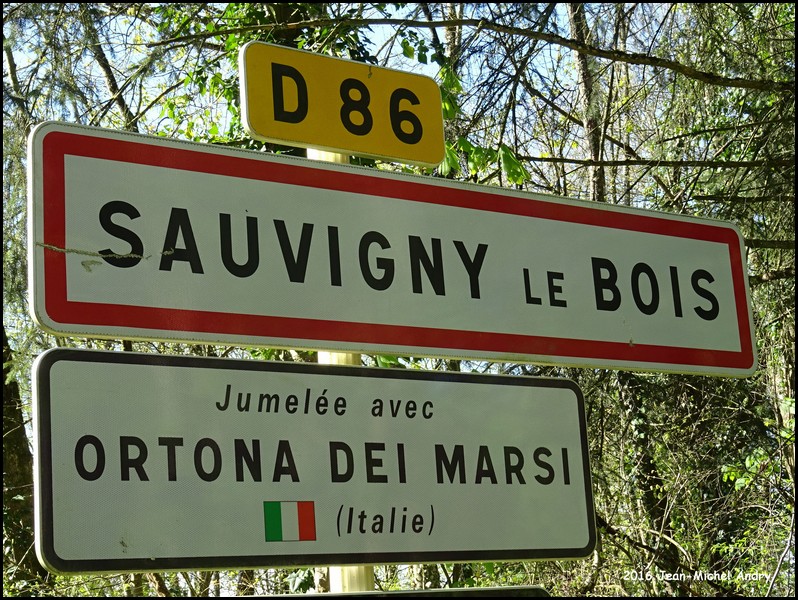 D 86
SAUVIGNY LE BOIS
Jumelée avec
ORTONA DEI MARSI
(Italie)
2016 Jean-Michel Andry